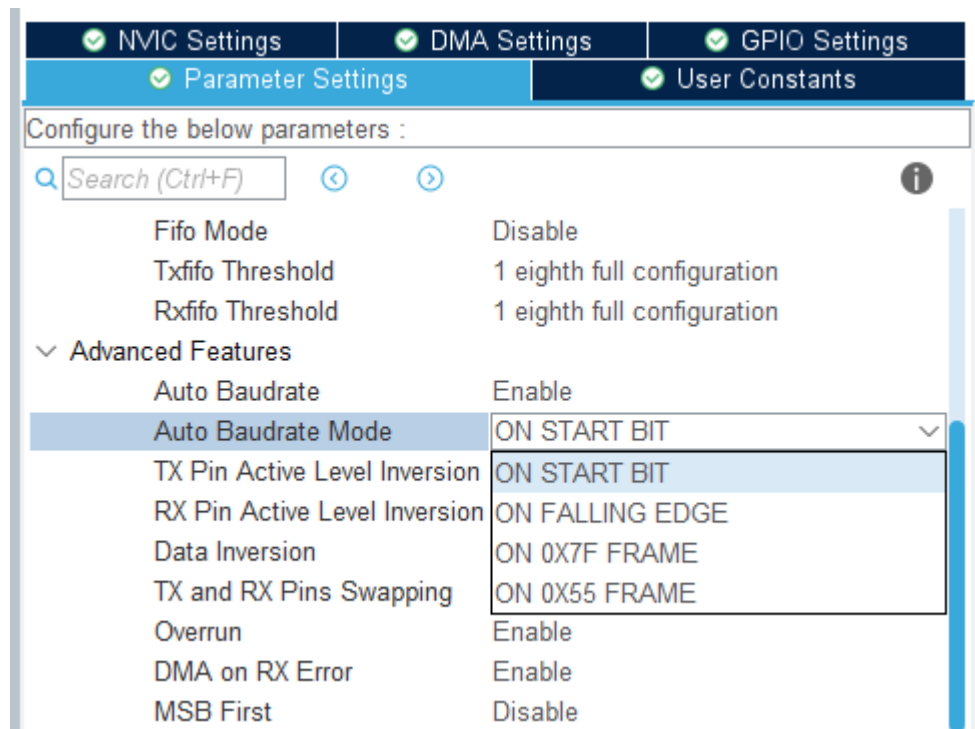 NVIC Settings DMA Settings GPIO Settings
Parameter Settings User Constants
Configure the below parameters :
Search (Ctrl+F)
Fifo Mode Disable
Txfifo Threshold 1 eighth full configuration
Rxfifo Threshold 1 eighth full configuration
Advanced Features
Auto Baudrate Enable
Auto Baudrate Mode ON START BIT
TX Pin Active Level Inversion ON START BIT
RX Pin Active Level Inversion ON FALLING EDGE
Data Inversion ON 0X7F FRAME
TX and RX Pins Swapping ON 0X55 FRAME
Overrun Enable
DMA on RX Error Enable
MSB First Disable